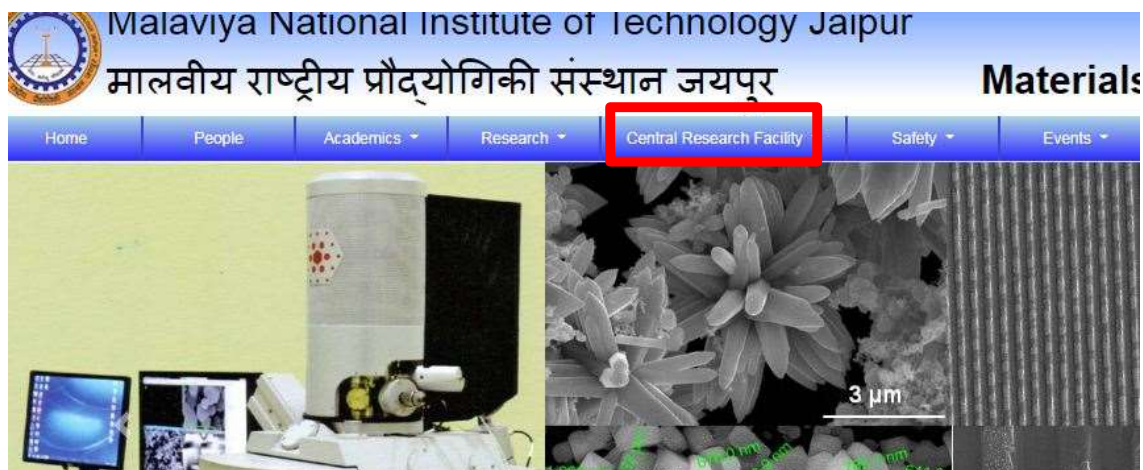 Malaviya National Institute of Technology Jaipur
मालवीय राष्ट्रीय प्रौद्योगिकी संस्थान जयपुर
Materials
Home People Academics Research Central Research Facility Safety Events
3 µm